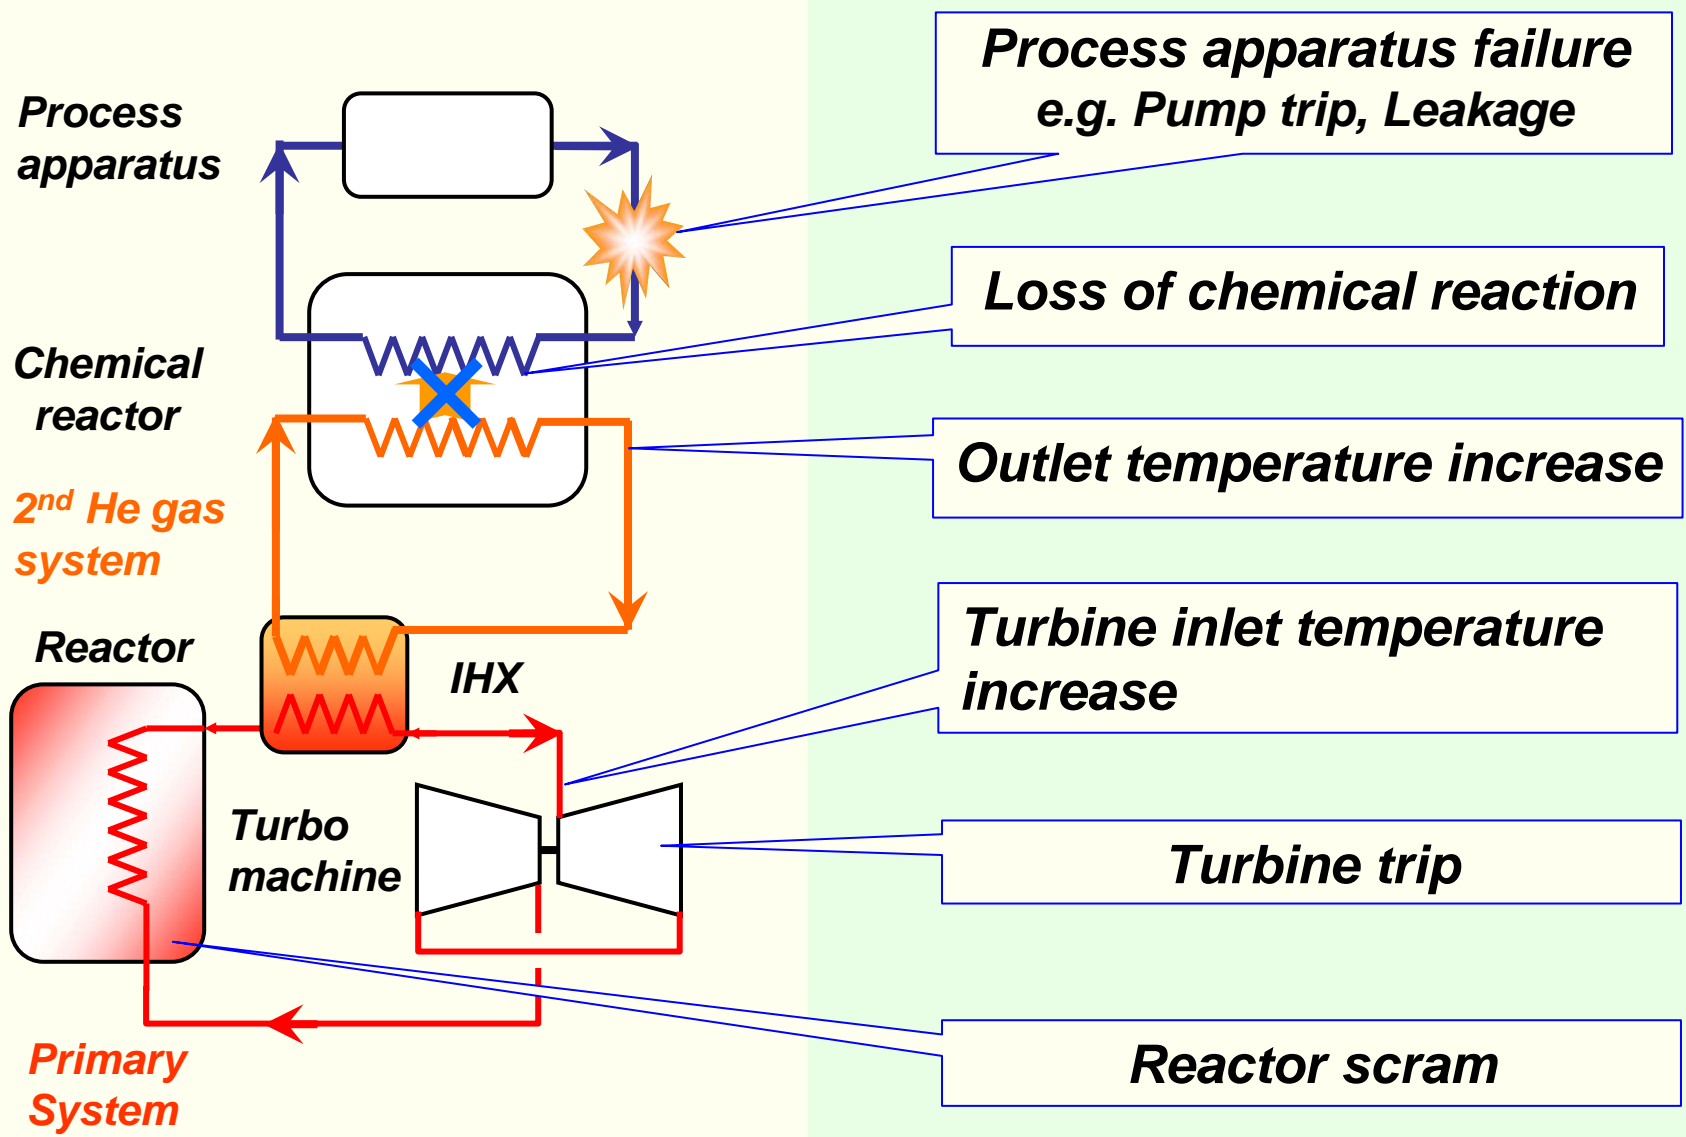 Process
apparatus
Chemical
reactor
2nd He gas
system
Reactor
IHX
Turbo
machine
Primary
System
Process apparatus failure
e.g. Pump trip, Leakage
Loss of chemical reaction
Outlet temperature increase
Turbine inlet temperature
increase
Turbine trip
Reactor scram